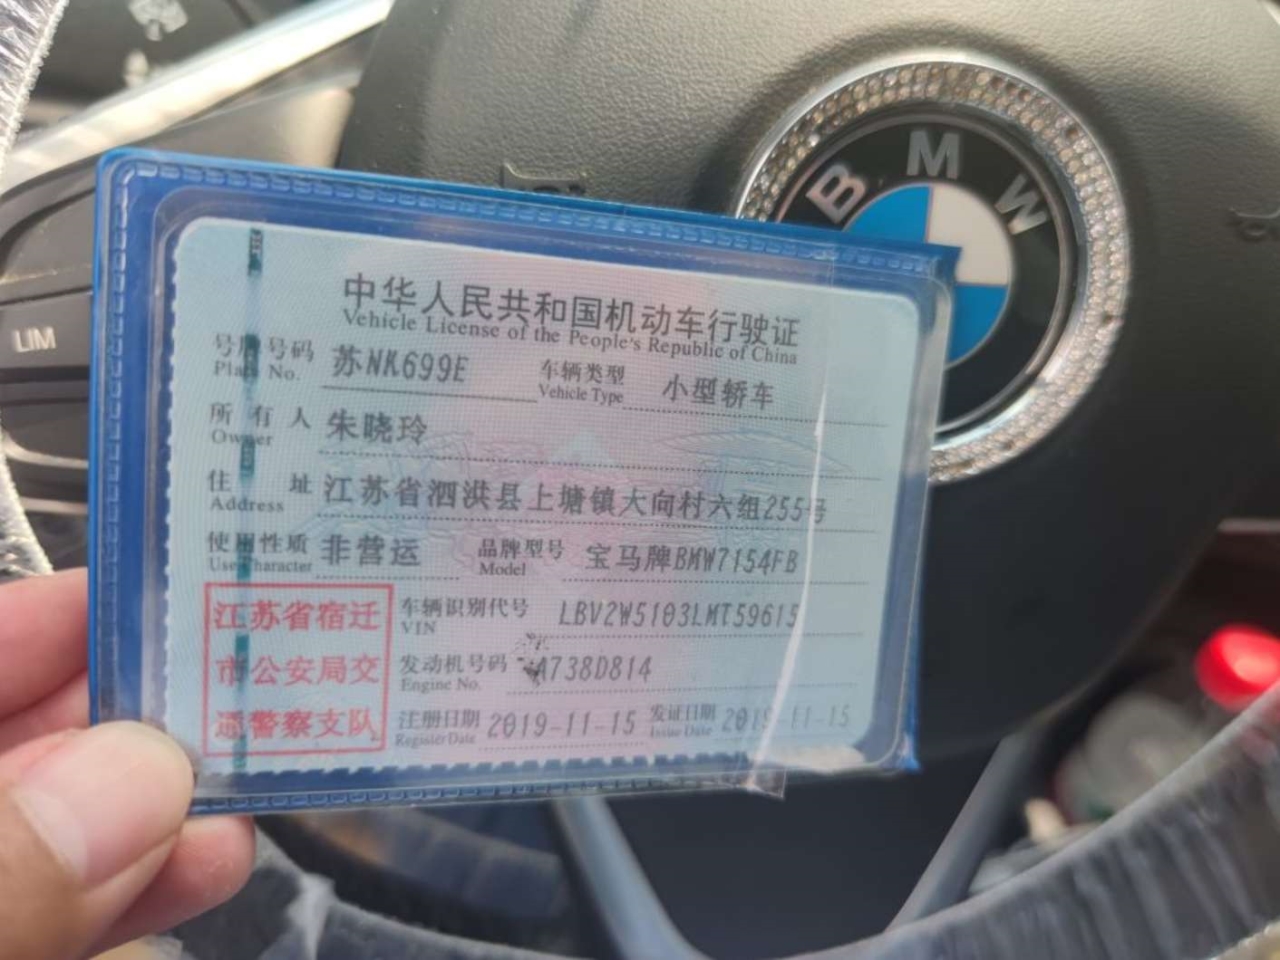 BMW
LIM
中华人民共和国机动车行驶证
Vehicle License of the People's Republic of China
号牌号码 苏NK699E 车辆类型 小型轿车
Plate No. Vehicle Type
所有人 朱晓玲
Owner
住址 江苏省泗洪县上塘镇大向村六组255号
Address
使用性质 非营运 品牌型号 宝马牌BMW7154FB
Use Character Model
江苏省宿迁
市公安局交
通警察支队
车辆识别代号 LBV2W5103LMT59615
VIN
发动机号码 A738D814
Engine No.
注册日期 2019-11-15 发证日期 2019-11-15
Register Date Issue Date